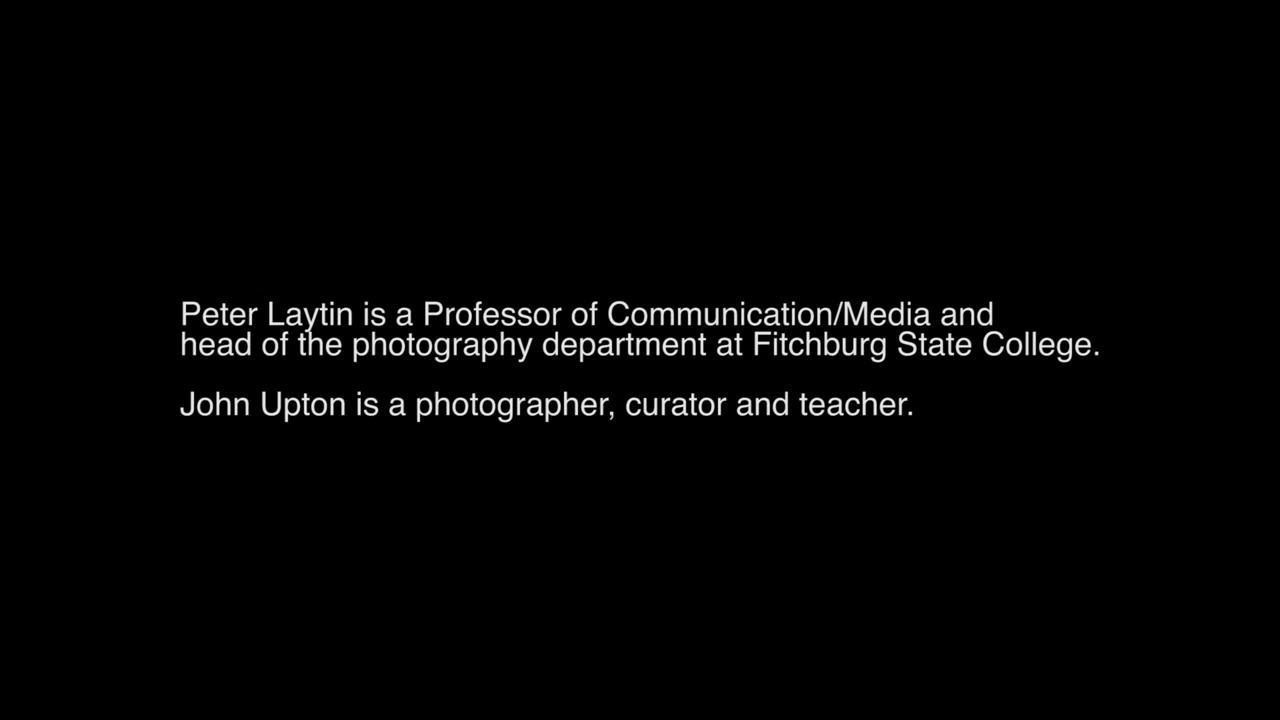 Peter Laytin is a Professor of Communication/Media and
head of the photography department at Fitchburg State College.
John Upton is a photographer, curator and teacher.